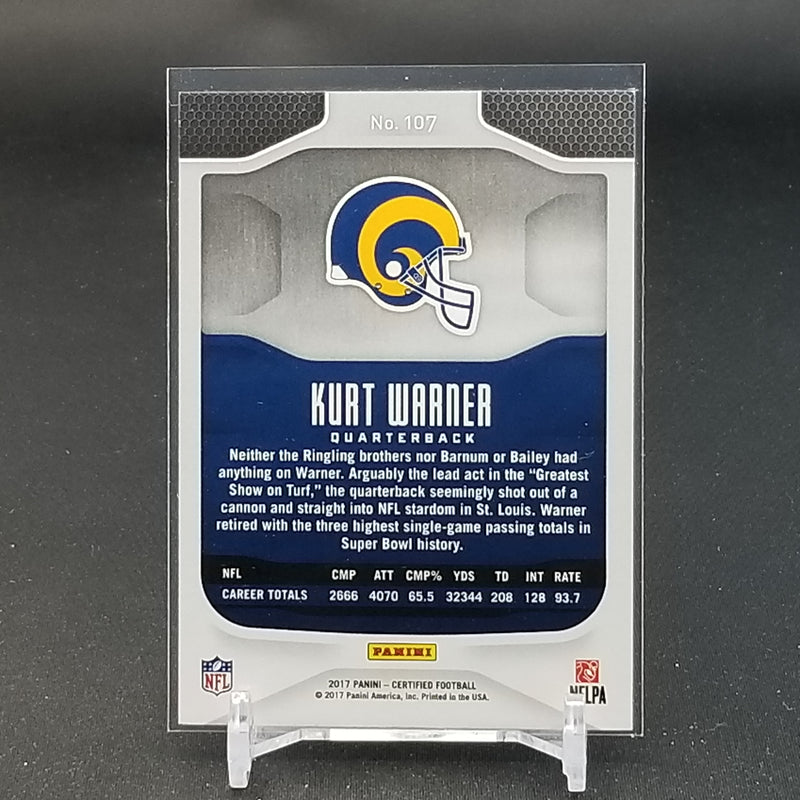 No. 107
KURT WARNER
QUARTERBACK
Neither the Ringling brothers nor Barnum or Bailey had
anything on Warner. Arguably the lead act in the “Greatest
Show on Turf,” the quarterback seemingly shot out of a
cannon and straight into NFL stardom in St. Louis. Warner
retired with the three highest single-game passing totals in
Super Bowl history.
NFL CMP ATT CMP% YDS TD INT RATE
CAREER TOTALS 2666 4070 65.5 32344 208 128 93.7
PANINI
NFL
2017 PANINI – CERTIFIED FOOTBALL
© 2017 Panini America, Inc. Printed in the USA.
NFLPA